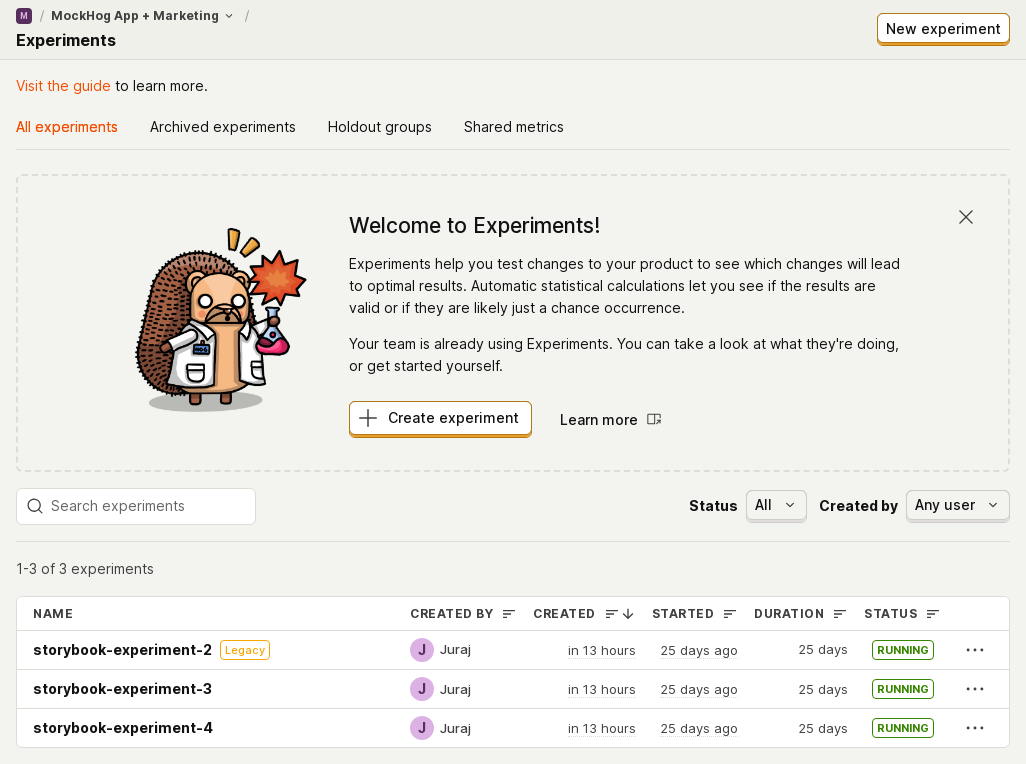 M / MockHog App + Marketing /
Experiments
New experiment
Visit the guide to learn more.
All experiments Archived experiments Holdout groups Shared metrics
Welcome to Experiments!
Experiments help you test changes to your product to see which changes will lead
to optimal results. Automatic statistical calculations let you see if the results are
valid or if they are likely just a chance occurrence.
Your team is already using Experiments. You can take a look at what they're doing,
or get started yourself.
Create experiment Learn more
Search experiments Status All Created by Any user
1-3 of 3 experiments
NAME CREATED BY CREATED STARTED DURATION STATUS
storybook-experiment-2 Legacy J Juraj in 13 hours 25 days ago 25 days RUNNING
storybook-experiment-3 J Juraj in 13 hours 25 days ago 25 days RUNNING
storybook-experiment-4 J Juraj in 13 hours 25 days ago 25 days RUNNING